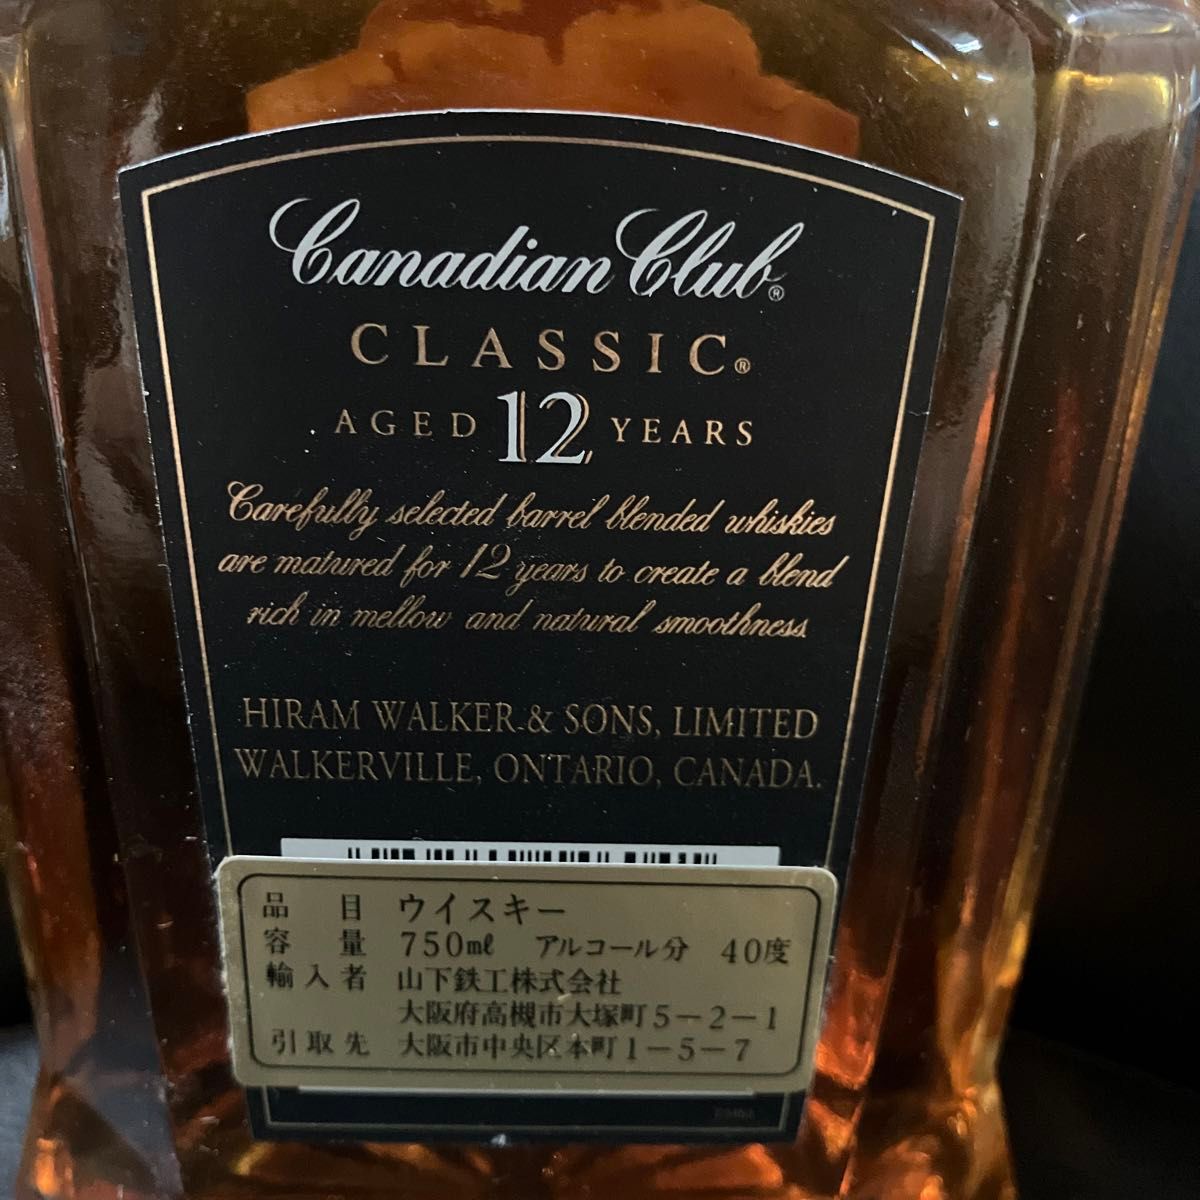 Canadian Club®
CLASSIC®
AGED 12 YEARS
Carefully selected barrel blended whiskies
are matured for 12 years to create a blend
rich in mellow and natural smoothness.
HIRAM WALKER & SONS, LIMITED
WALKERVILLE, ONTARIO, CANADA.
品目 ウイスキー
容量 750mℓ アルコール分 40度
輸入者 山下鉄工株式会社
大阪府高槻市大塚町5－2－1
引取先 大阪市中央区本町1－5－7